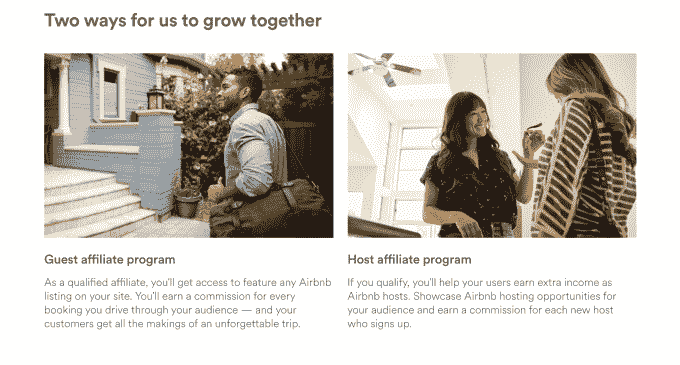 Two ways for us to grow together
Guest affiliate program
As a qualified affiliate, you'll get access to feature any Airbnb
listing on your site. You'll earn a commission for every
booking you drive through your audience — and your
customers get all the makings of an unforgettable trip.
Host affiliate program
If you qualify, you'll help your users earn extra income as
Airbnb hosts. Showcase Airbnb hosting opportunities for
your audience and earn a commission for each new host
who signs up.